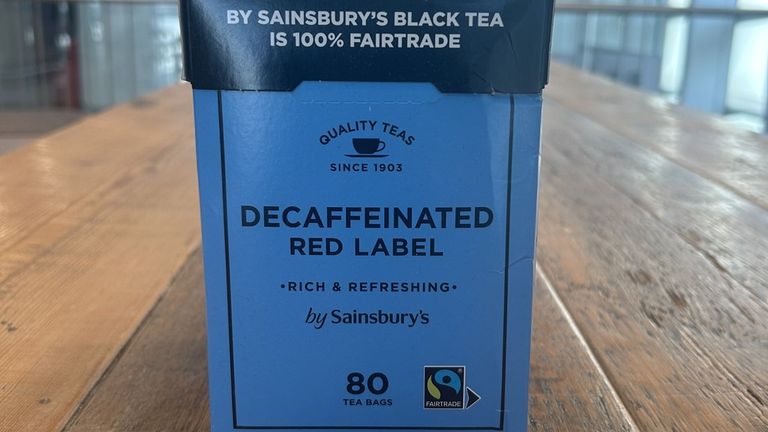 BY SAINSBURY'S BLACK TEA
IS 100% FAIRTRADE
QUALITY TEAS
SINCE 1903
DECAFFEINATED
RED LABEL
•RICH & REFRESHING•
by Sainsbury's
80
TEA BAGS
FAIRTRADE